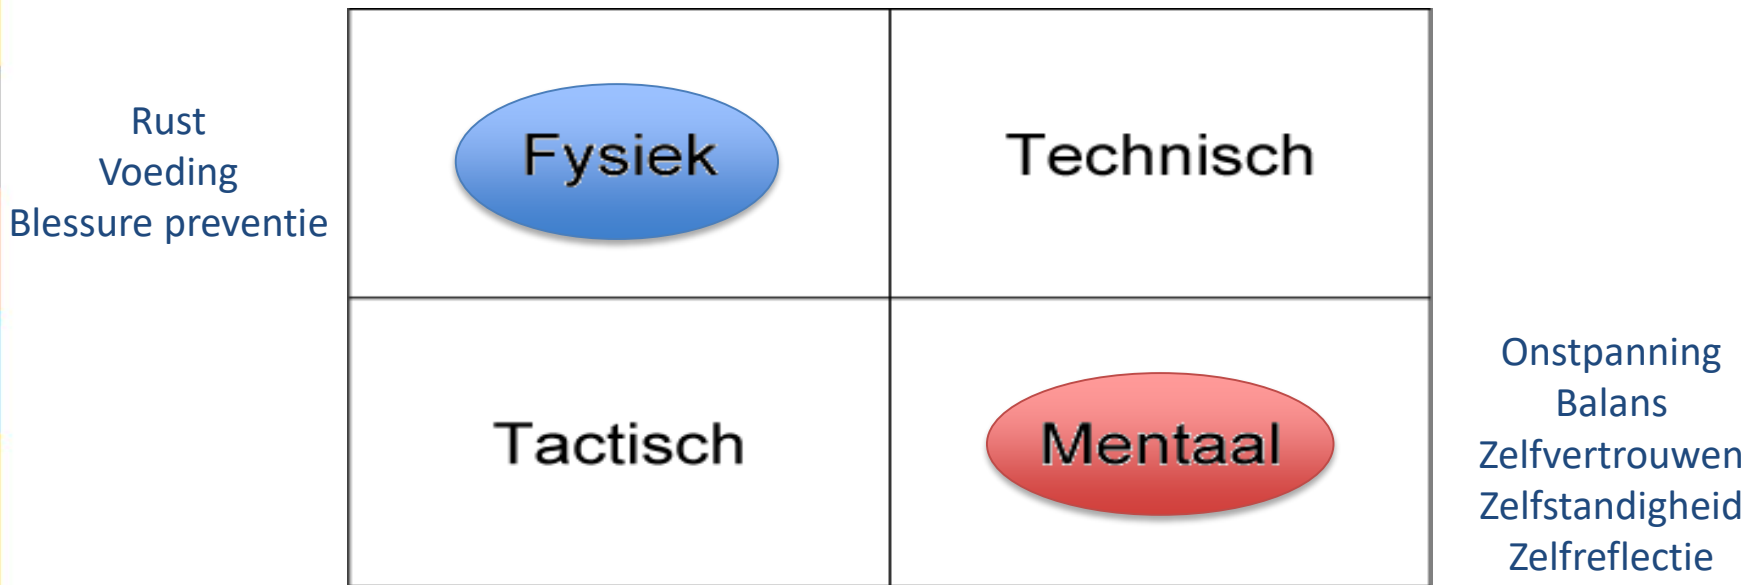 Rust
Voeding
Blessure preventie
Fysiek
Technisch
Tactisch
Mentaal
Onstpanning
Balans
Zelfvertrouwen
Zelfstandigheid
Zelfreflectie